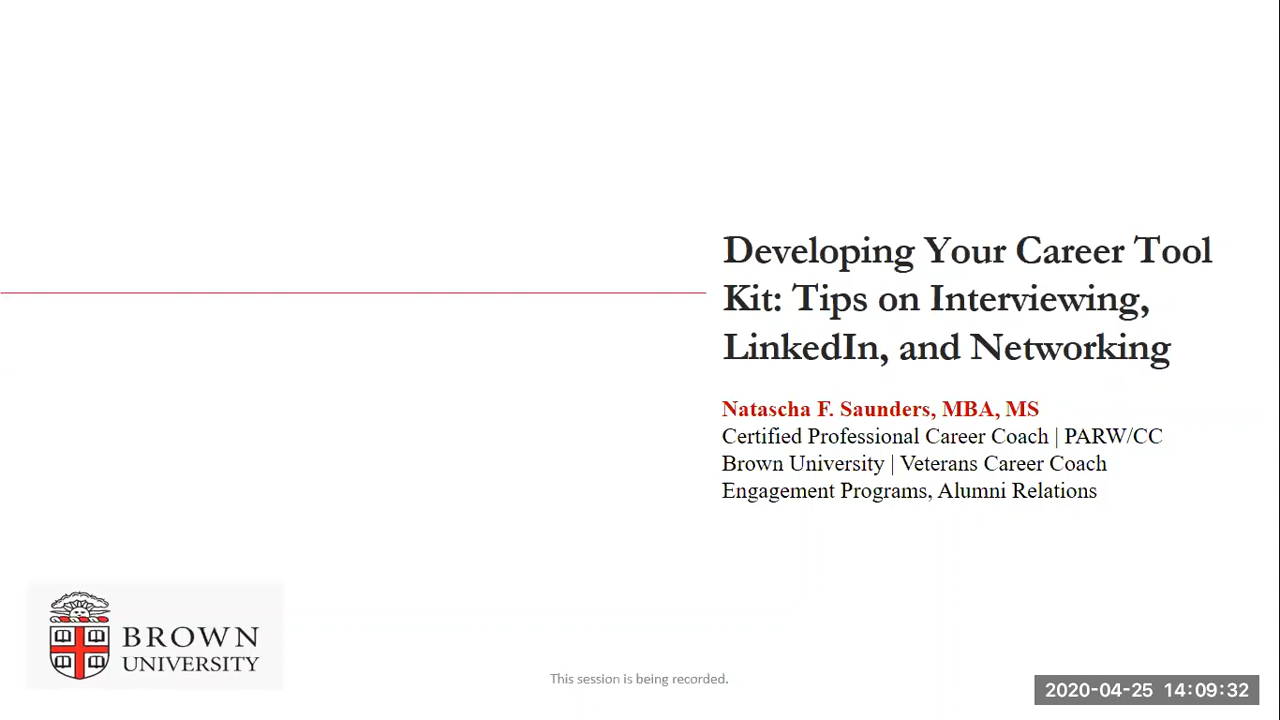 Developing Your Career Tool
Kit: Tips on Interviewing,
LinkedIn, and Networking
Natascha F. Saunders, MBA, MS
Certified Professional Career Coach | PARW/CC
Brown University | Veterans Career Coach
Engagement Programs, Alumni Relations
BROWN
UNIVERSITY
This session is being recorded.
2020-04-25 14:09:32